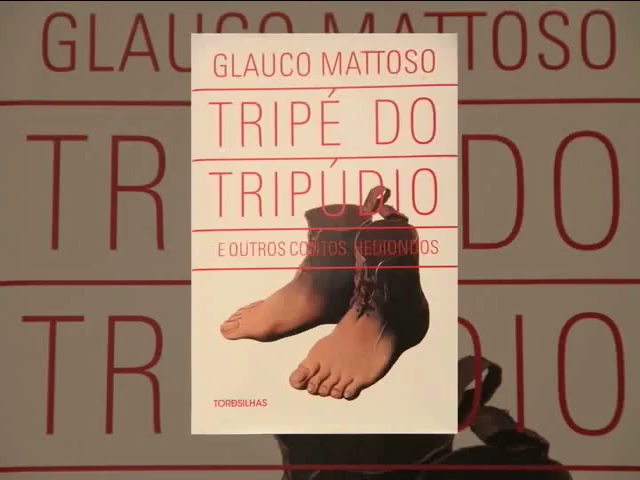 GLAUCO MATTOSO
TRIPÉ DO
TRIPÚDIO
E OUTROS CONTOS HEDIONDOS
TORDSILHAS